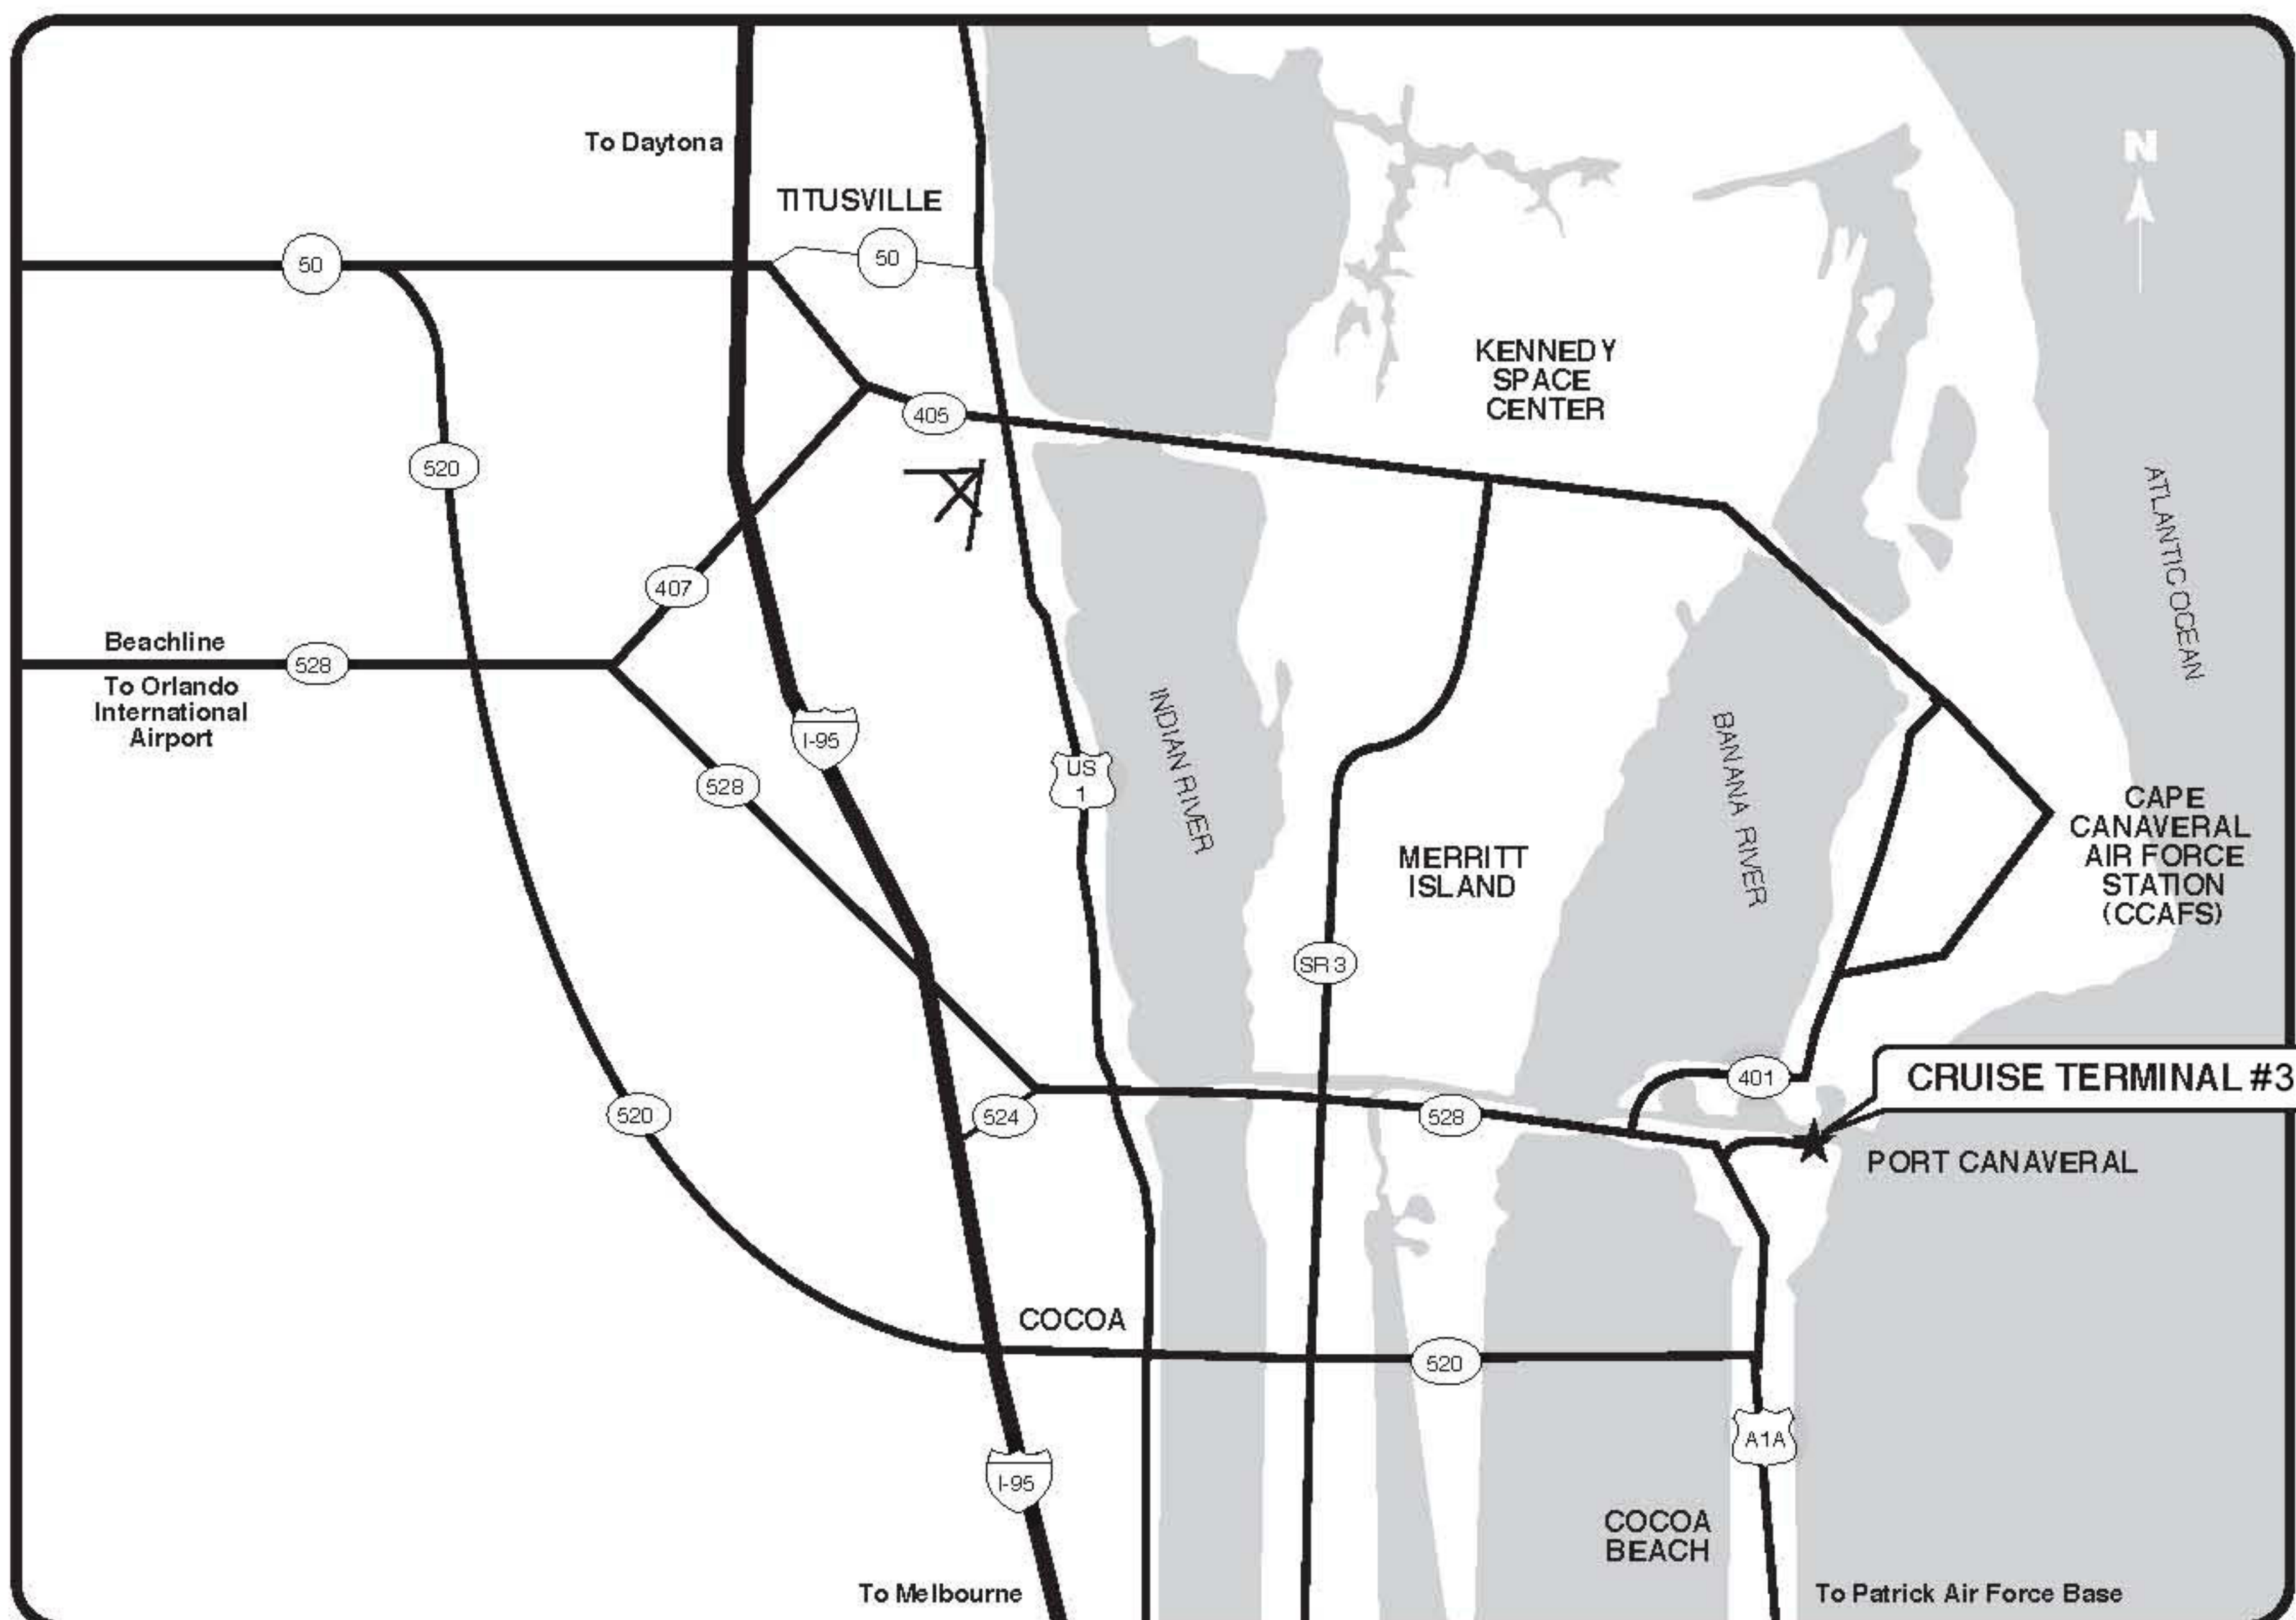 N
To Daytona
TITUSVILLE
50
50
KENNEDY
SPACE
CENTER
405
520
ATLANTIC OCEAN
407
Beachline
528
To Orlando
International
Airport
I-95
528
US
1
INDIAN RIVER
BANANA RIVER
CAPE
CANAVERAL
AIR FORCE
STATION
(CCAFS)
MERRITT
ISLAND
SR 3
401
CRUISE TERMINAL #3
520
524
528
PORT CANAVERAL
COCOA
520
A1A
I-95
COCOA
BEACH
To Melbourne
To Patrick Air Force Base